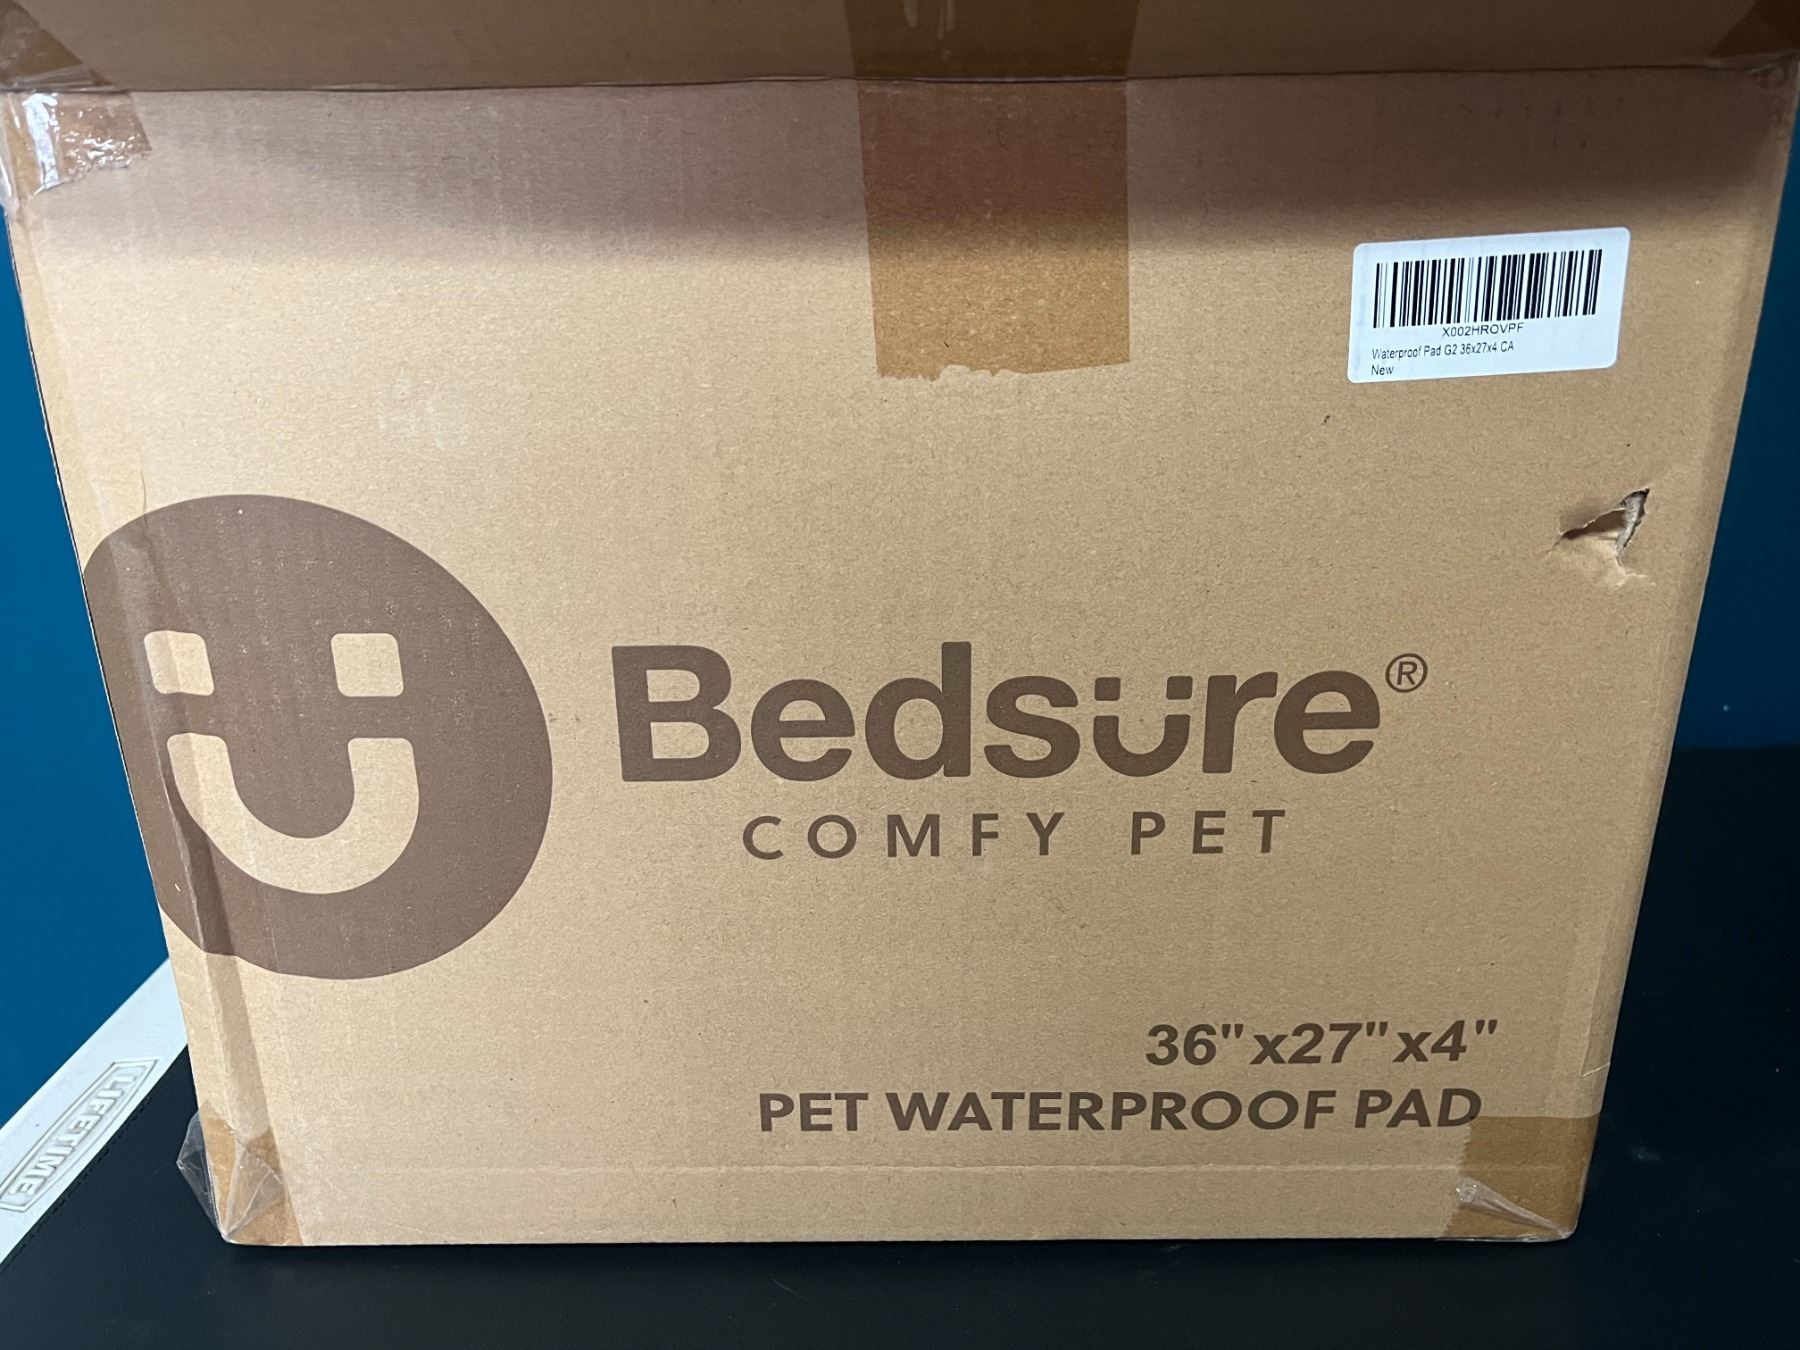 X002HROVPF
Waterproof Pad G2 36x27x4 CA
New
Bedsure®
COMFY PET
36"x27"x4"
PET WATERPROOF PAD
LIFETIME